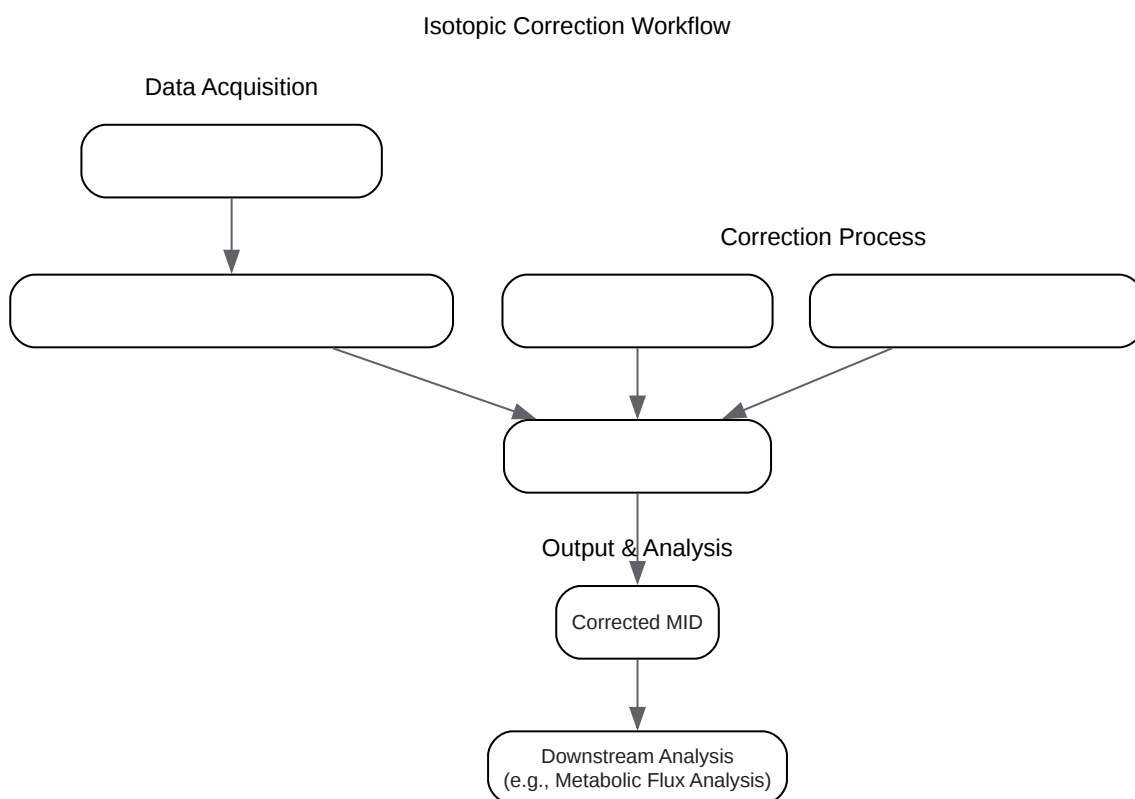 Isotopic Correction Workflow
Data Acquisition
Correction Process
Output & Analysis
Corrected MID
Downstream Analysis
(e.g., Metabolic Flux Analysis)